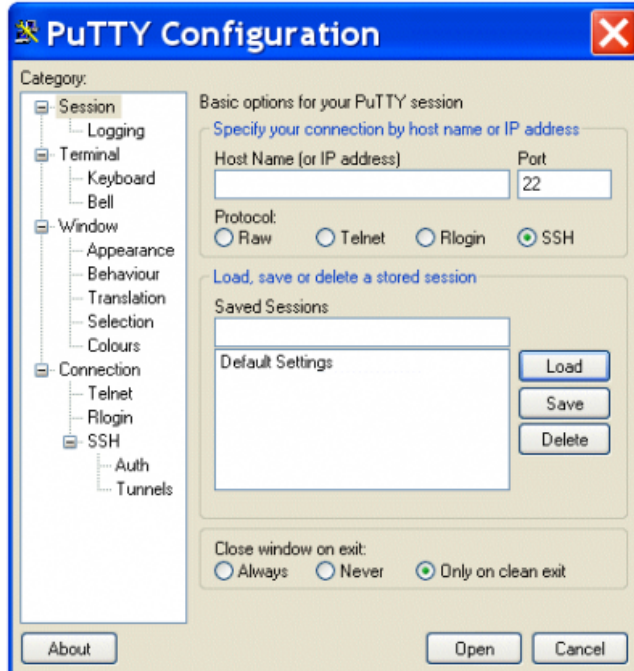 PuTTY Configuration
Category:
Session
Logging
Terminal
Keyboard
Bell
Window
Appearance
Behaviour
Translation
Selection
Colours
Connection
Telnet
Rlogin
SSH
Auth
Tunnels
Basic options for your PuTTY session
Specify your connection by host name or IP address
Host Name (or IP address) Port
22
Protocol:
Raw Telnet Rlogin SSH
Load, save or delete a stored session
Saved Sessions
Default Settings
Load
Save
Delete
Close window on exit:
Always Never Only on clean exit
About Open Cancel